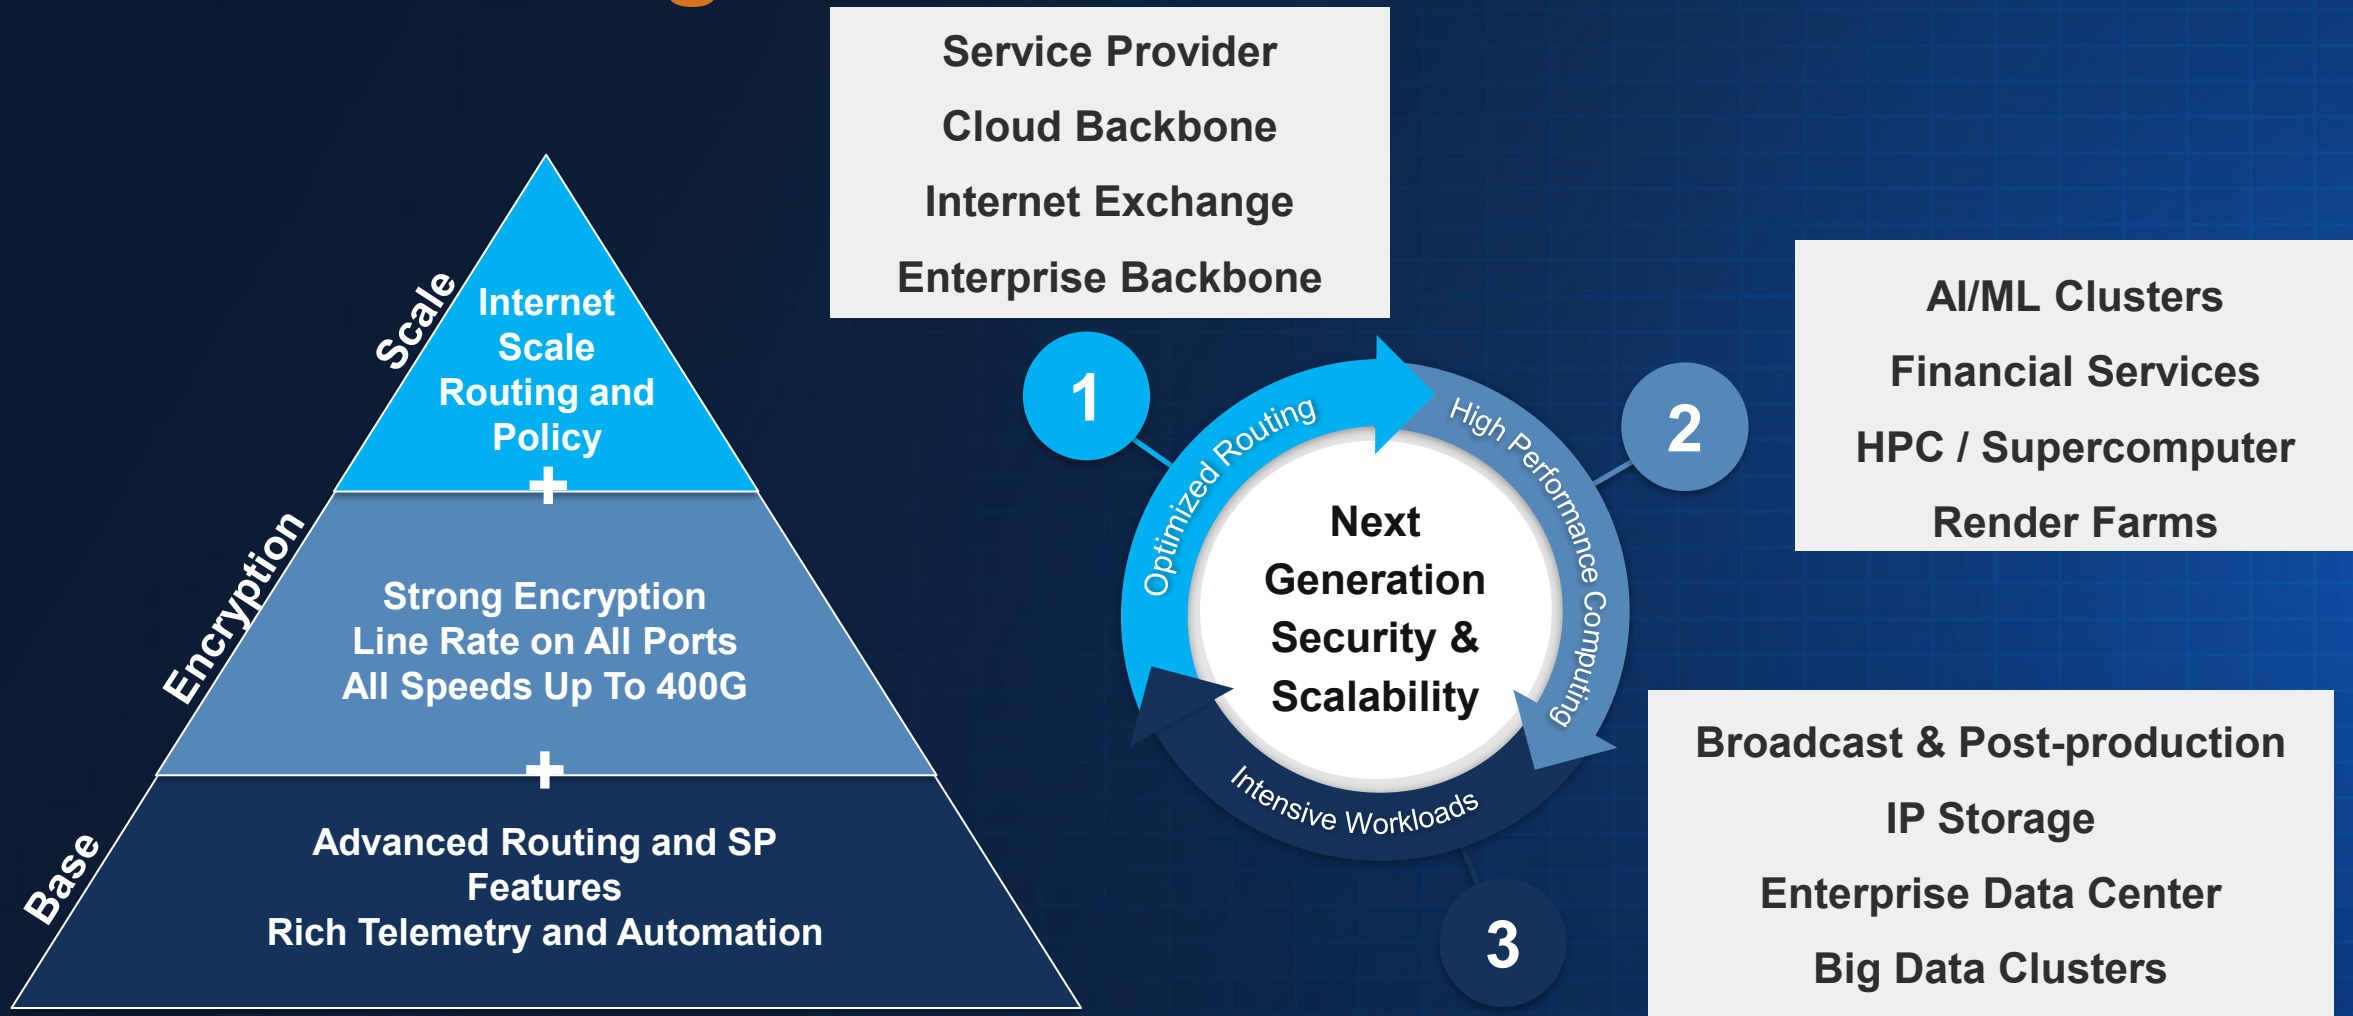 Scale
Internet
Scale
Routing and
Policy
+
Encryption
Strong Encryption
Line Rate on All Ports
All Speeds Up To 400G
+
Base
Advanced Routing and SP
Features
Rich Telemetry and Automation
Service Provider
Cloud Backbone
Internet Exchange
Enterprise Backbone
1
Optimized Routing
High Performance Computing
Intensive Workloads
Next
Generation
Security &
Scalability
2
AI/ML Clusters
Financial Services
HPC / Supercomputer
Render Farms
3
Broadcast & Post-production
IP Storage
Enterprise Data Center
Big Data Clusters